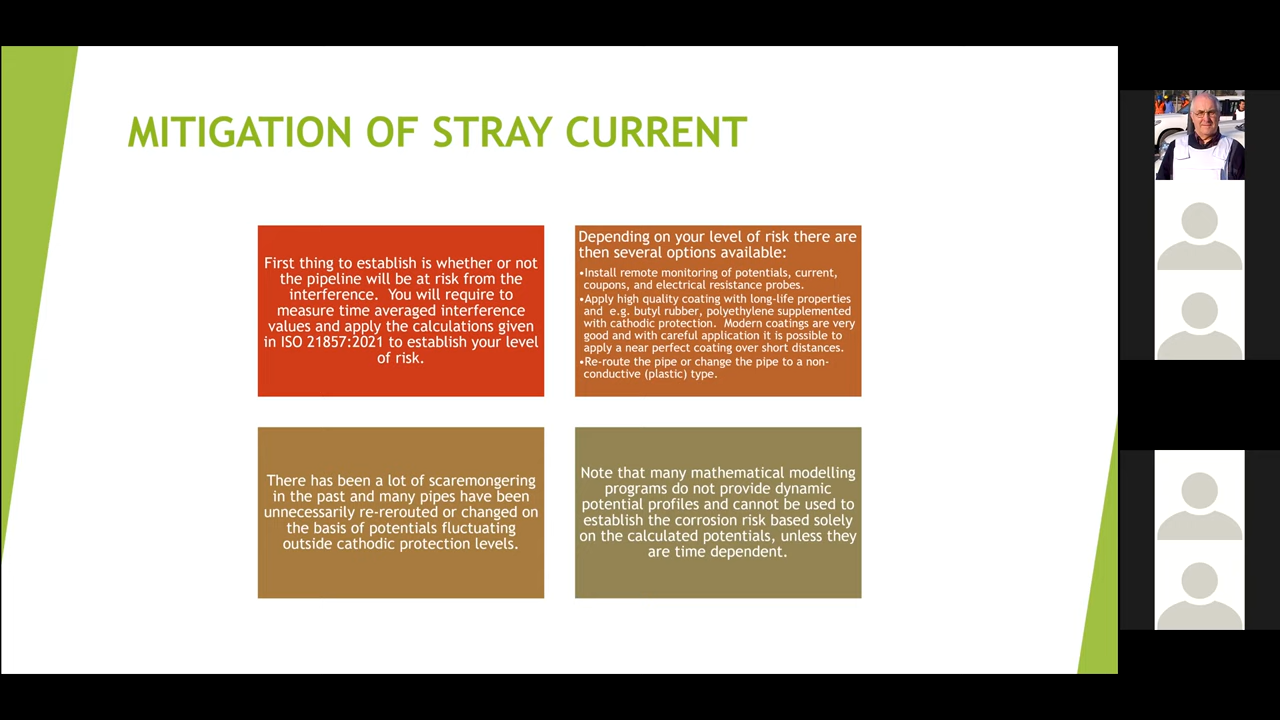 MITIGATION OF STRAY CURRENT
First thing to establish is whether or not
the pipeline will be at risk from the
interference. You will require to
measure time averaged interference
values and apply the calculations given
in ISO 21857:2021 to establish your level
of risk.
Depending on your level of risk there are
then several options available:
•Install remote monitoring of potentials, current,
coupons, and electrical resistance probes.
•Apply high quality coating with long-life properties
and e.g. butyl rubber, polyethylene supplemented
with cathodic protection. Modern coatings are very
good and with careful application it is possible to
apply a near perfect coating over short distances.
•Re-route the pipe or change the pipe to a non-
conductive (plastic) type.
There has been a lot of scaremongering
in the past and many pipes have been
unnecessarily re-rerouted or changed on
the basis of potentials fluctuating
outside cathodic protection levels.
Note that many mathematical modelling
programs do not provide dynamic
potential profiles and cannot be used to
establish the corrosion risk based solely
on the calculated potentials, unless they
are time dependent.